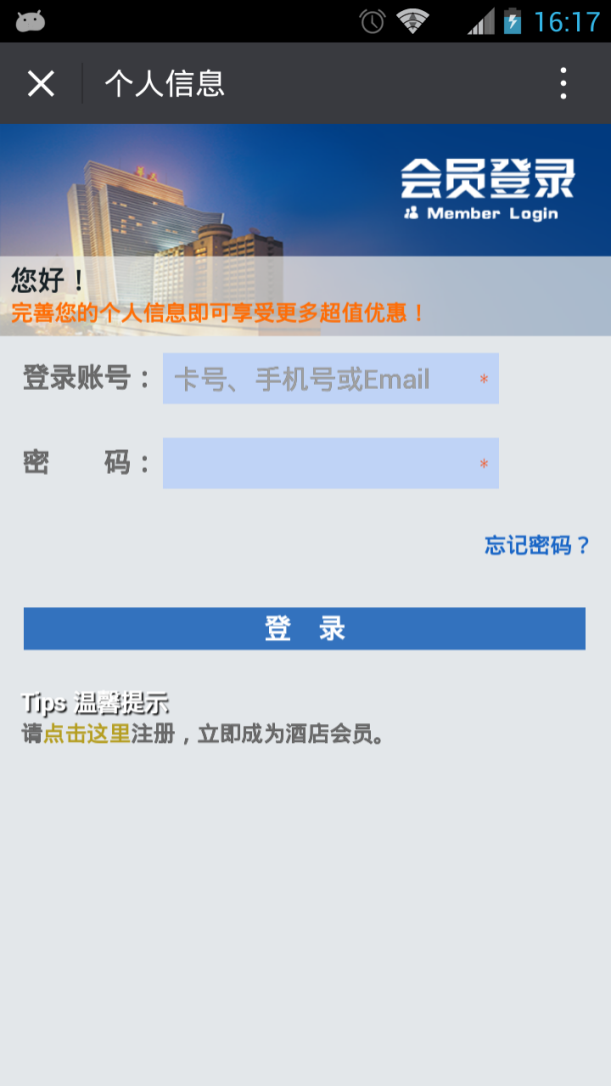 16:17
个人信息
会员登录
Member Login
您好！
完善您的个人信息即可享受更多超值优惠！
登录账号： 卡号、手机号或Email *
密 码： *
忘记密码？
登 录
Tips 温馨提示
请点击这里注册，立即成为酒店会员。